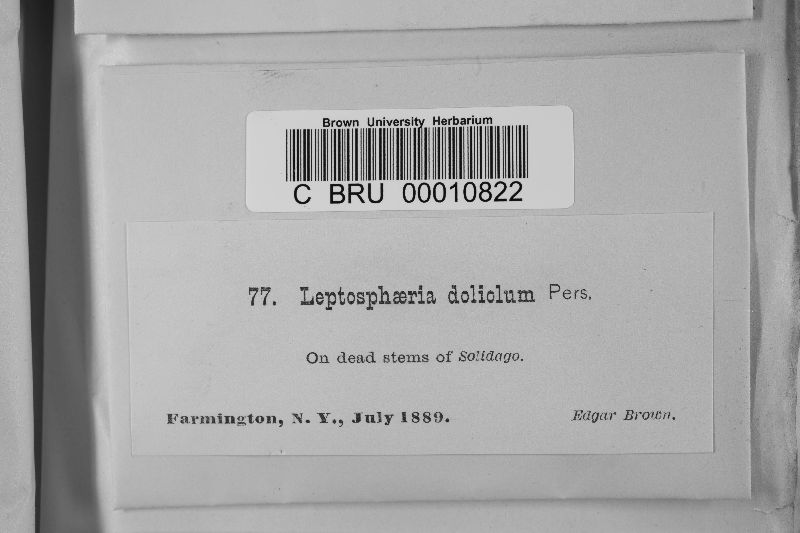 Brown University Herbarium
C BRU 00010822
77. Leptosphæria doliolum Pers.
On dead stems of Solidago.
Farmington, N. Y., July 1889.
Edgar Brown.